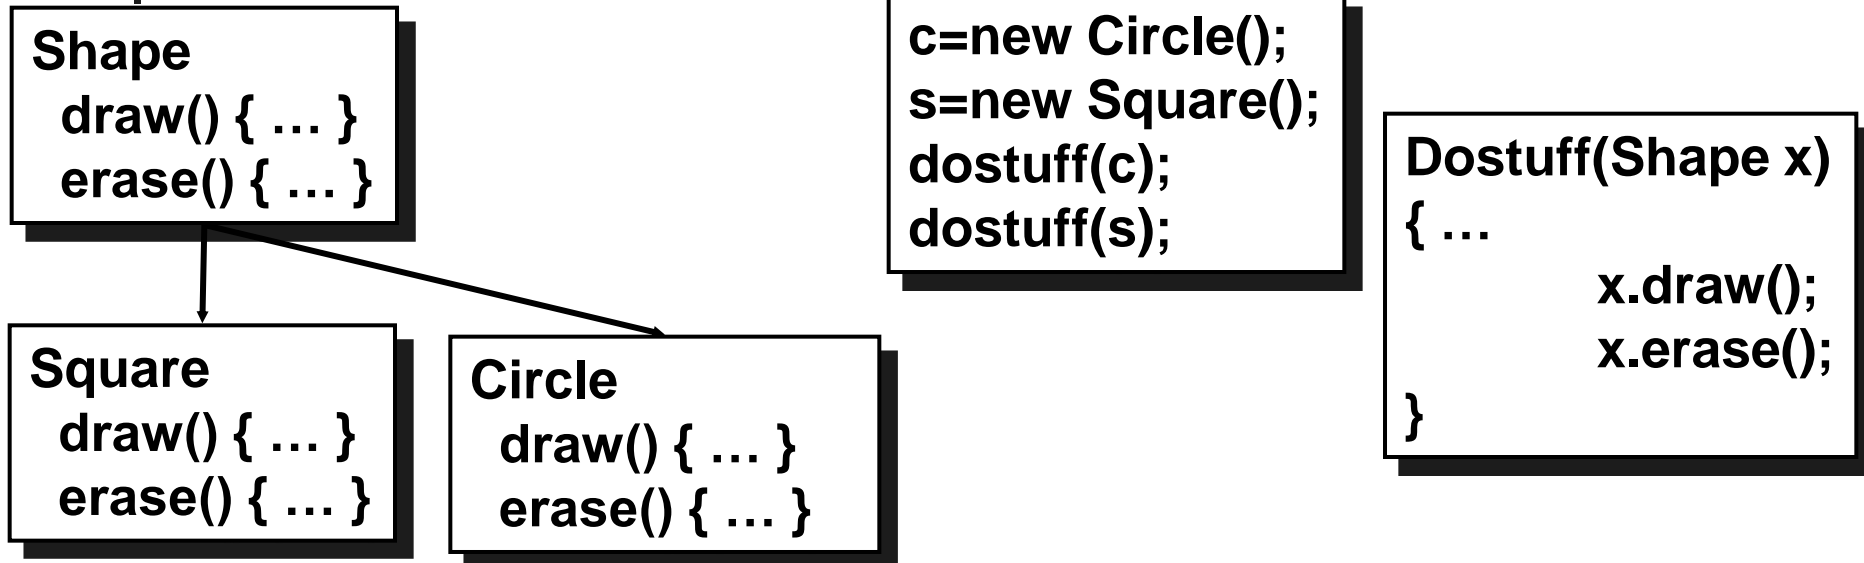 Shape
draw() { … }
erase() { … }
Square
draw() { … }
erase() { … }
Circle
draw() { … }
erase() { … }
c=new Circle();
s=new Square();
dostuff(c);
dostuff(s);
Dostuff(Shape x)
{ …
x.draw();
x.erase();
}